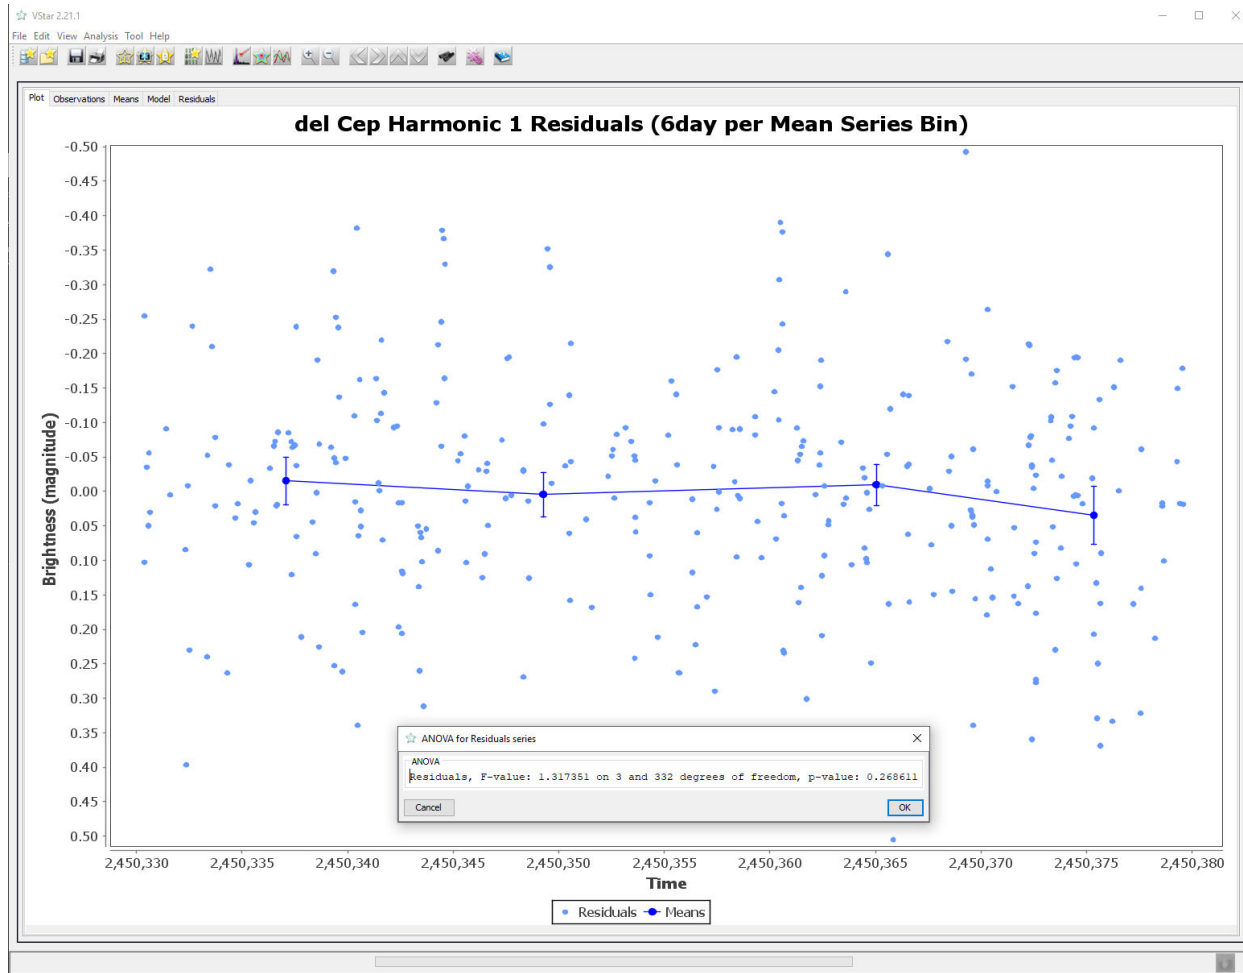 VStar 2.21.1
File Edit View Analysis Tool Help
Plot Observations Means Model Residuals
del Cep Harmonic 1 Residuals (6day per Mean Series Bin)
Brightness (magnitude)
-0.50
-0.45
-0.40
-0.35
-0.30
-0.25
-0.20
-0.15
-0.10
-0.05
0.00
0.05
0.10
0.15
0.20
0.25
0.30
0.35
0.40
0.45
0.50
ANOVA for Residuals series
ANOVA
Residuals, F-value: 1.317351 on 3 and 332 degrees of freedom, p-value: 0.268611
Cancel OK
2,450,330 2,450,335 2,450,340 2,450,345 2,450,350 2,450,355 2,450,360 2,450,365 2,450,370 2,450,375 2,450,380
Time
Residuals Means